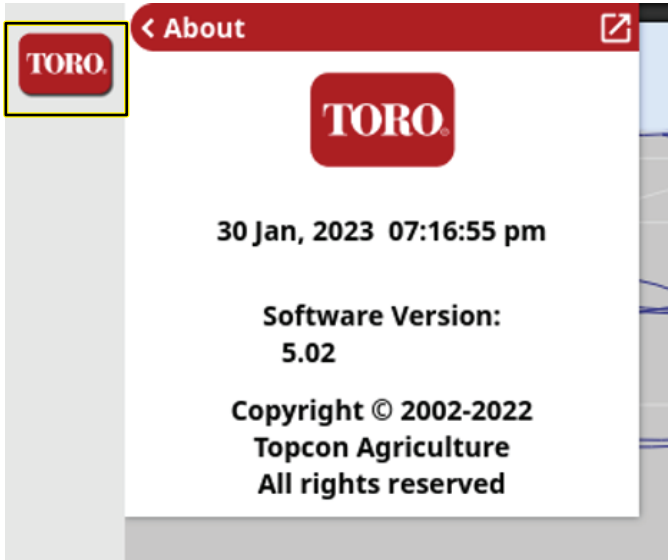 TORO®
< About
TORO®
30 Jan, 2023 07:16:55 pm
Software Version:
5.02
Copyright © 2002-2022
Topcon Agriculture
All rights reserved